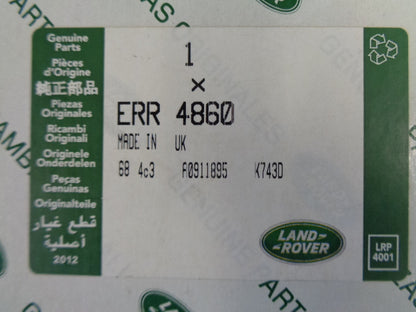 Genuine
Parts
Pièces
d'Origine
純正部品
Piezas
Originales
Ricambi
Originali
Originele
Onderdelen
Peças
Genuinas
Originalteile
قطع غيار
أصلية
2012
1
×
ERR 4860
MADE IN UK
68 4c3 A0911895 K743D
LAND-
-ROVER
LRP
4001